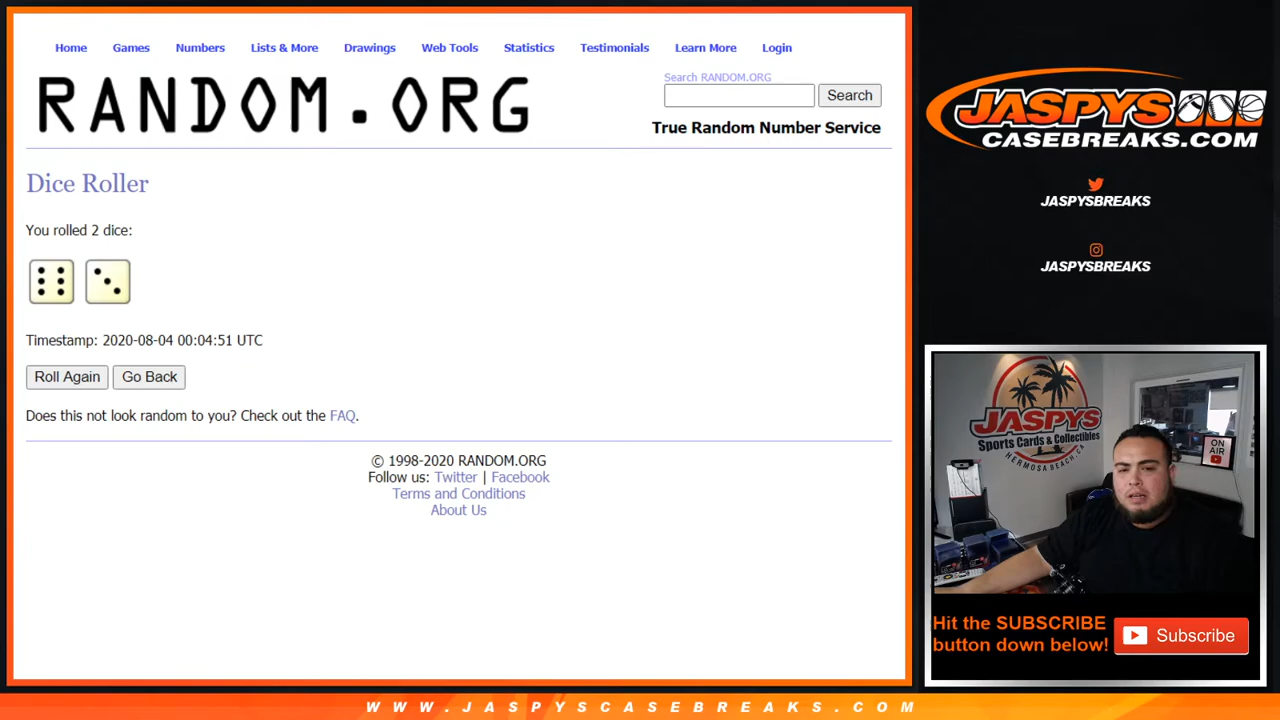 Home Games Numbers Lists & More Drawings Web Tools Statistics Testimonials Learn More Login
RANDOM.ORG
Search RANDOM.ORG
Search
True Random Number Service
Dice Roller
You rolled 2 dice:
Timestamp: 2020-08-04 00:04:51 UTC
Roll Again Go Back
Does this not look random to you? Check out the FAQ.
© 1998-2020 RANDOM.ORG
Follow us: Twitter | Facebook
Terms and Conditions
About Us
JASPYS
CASEBREAKS.COM
JASPYSBREAKS
JASPYSBREAKS
JASPYS
Sports Cards & Collectibles
HERMOSA BEACH, CA
ON
AIR
Hit the SUBSCRIBE
button down below!
Subscribe
WWW.JASPYSCASEBREAKS.COM